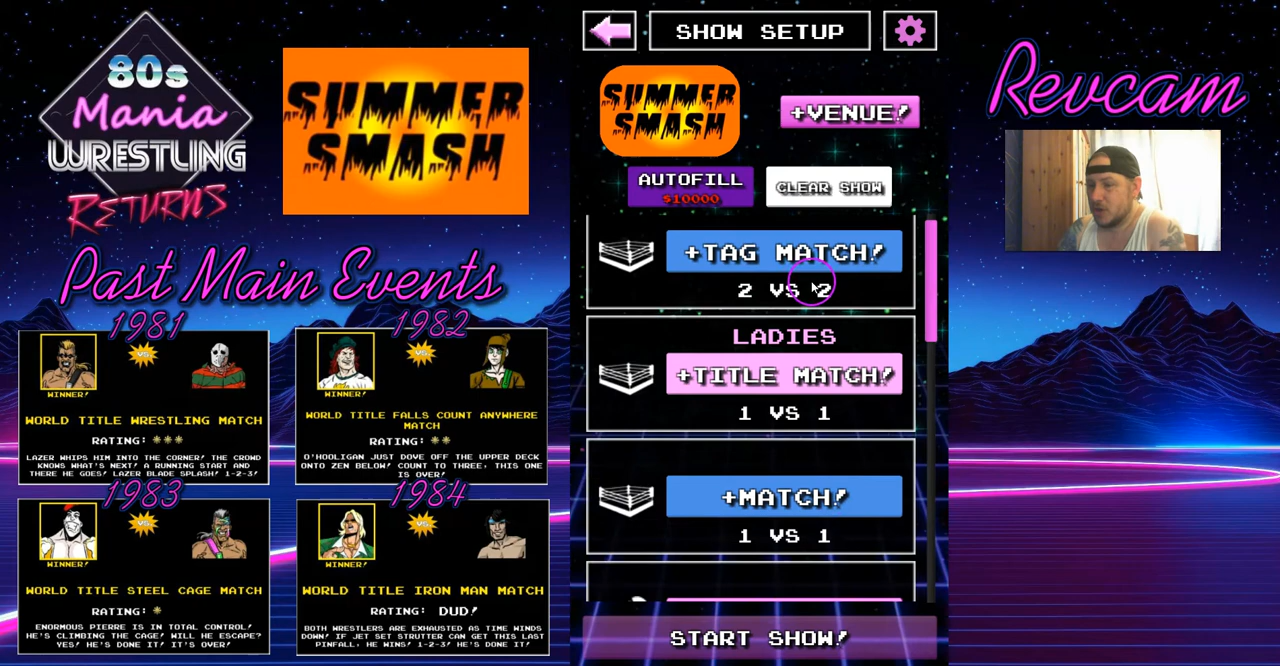 80s
Mania
WRESTLING
RETURNS
SUMMER
SMASH
Past Main Events
1981
VS
WINNER!
WORLD TITLE WRESTLING MATCH
RATING: ***
LAZER WHIPS HIM INTO THE CORNER! THE CROWD
KNOWS WHAT'S NEXT! A RUNNING START AND
THERE HE GOES! LAZER BLADE SPLASH! 1-2-3!
1982
VS
WINNER!
WORLD TITLE FALLS COUNT ANYWHERE
MATCH
RATING: **
O'HOOLIGAN JUST DOVE OFF THE UPPER DECK
ONTO ZEN BELOW! COUNT TO THREE, THIS ONE
IS OVER!
1983
VS
WINNER!
WORLD TITLE STEEL CAGE MATCH
RATING: *
ENORMOUS PIERRE IS IN TOTAL CONTROL!
HE'S CLIMBING THE CAGE! WILL HE ESCAPE?
YES! HE'S DONE IT! IT'S OVER!
1984
VS
WINNER!
WORLD TITLE IRON MAN MATCH
RATING: DUD!
BOTH WRESTLERS ARE EXHAUSTED AS TIME WINDS
DOWN! IF JET SET STRUTTER CAN GET THIS LAST
PINFALL, HE WINS! 1-2-3! HE'S DONE IT!
SHOW SETUP
SUMMER
SMASH
+VENUE!
AUTOFILL
$10000
CLEAR SHOW
+TAG MATCH!
2 VS 2
LADIES
+TITLE MATCH!
1 VS 1
+MATCH!
1 VS 1
START SHOW!
Revcam